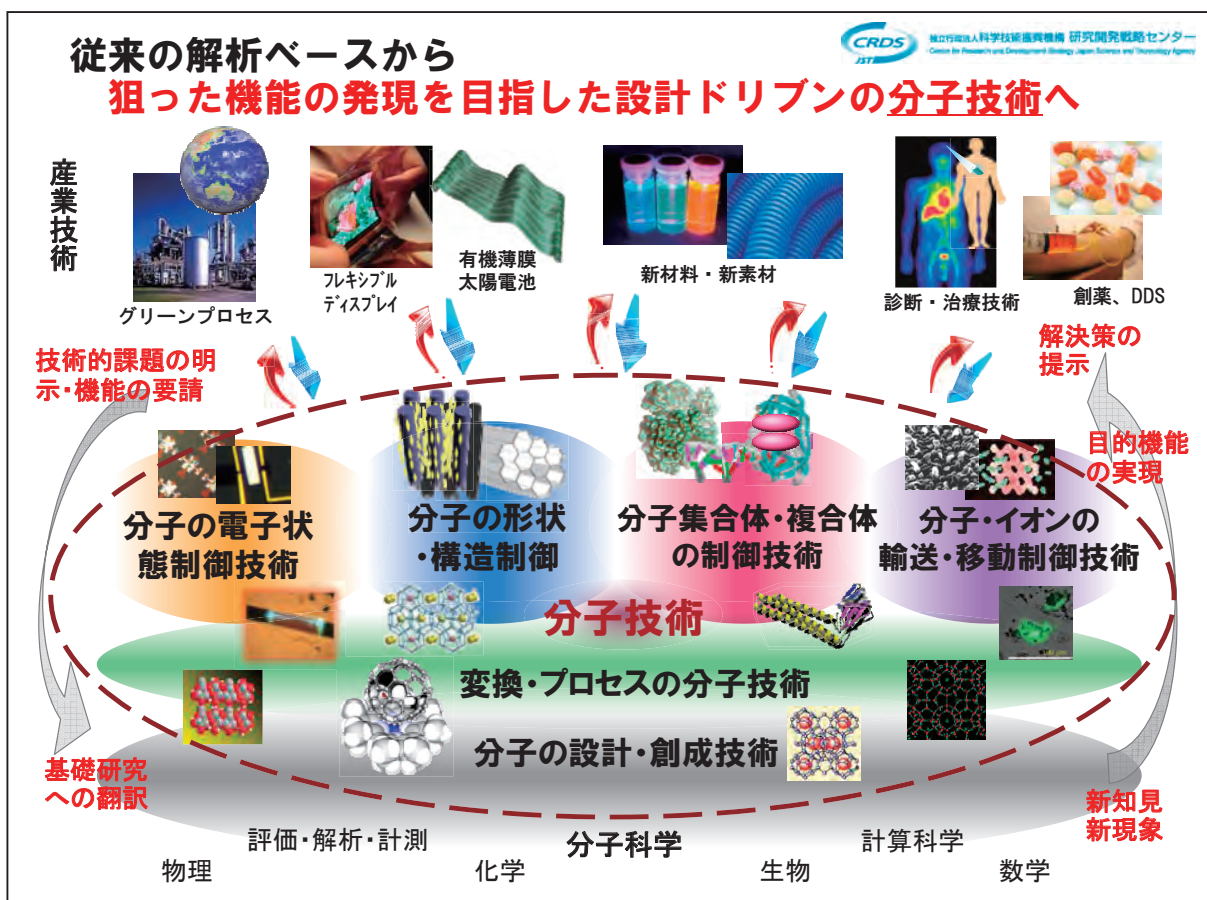 従来の解析ベースから
狙った機能の発現を目指した設計ドリブンの分子技術へ
CRDS
JST
独立行政法人科学技術振興機構 研究開発戦略センター
Center for Research and Development Strategy Japan Science and Technology Agency
産業技術
グリーンプロセス
フレキシブル
ディスプレイ
有機薄膜
太陽電池
新材料・新素材
診断・治療技術
創薬、DDS
技術的課題の明
示・機能の要請
解決策の
提示
目的機能
の実現
分子の電子状
態制御技術
分子の形状
・構造制御
分子集合体・複合体
の制御技術
分子・イオンの
輸送・移動制御技術
分子技術
変換・プロセスの分子技術
分子の設計・創成技術
基礎研究
への翻訳
新知見
新現象
評価・解析・計測
分子科学
計算科学
物理
化学
生物
数学